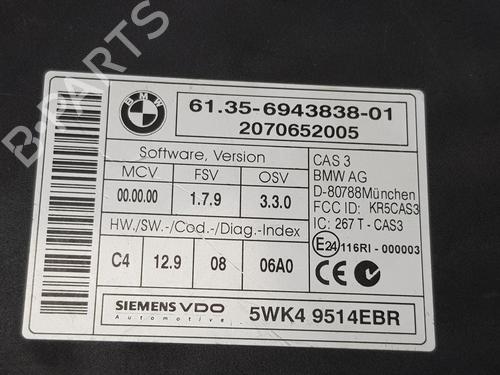 BMW
61.35-6943838-01
2070652005
Software, Version
MCV FSV OSV
00.00.00 1.7.9 3.3.0
HW./SW.-/Cod.-/Diag.-Index
C4 12.9 08 06A0
SIEMENS VDO
Automotive
CAS 3
BMW AG
D-80788München
FCC ID: KR5CAS3
IC: 267 T - CAS3
E24 116RI - 000003
CE
5WK4 9514EBR
B-PARTS